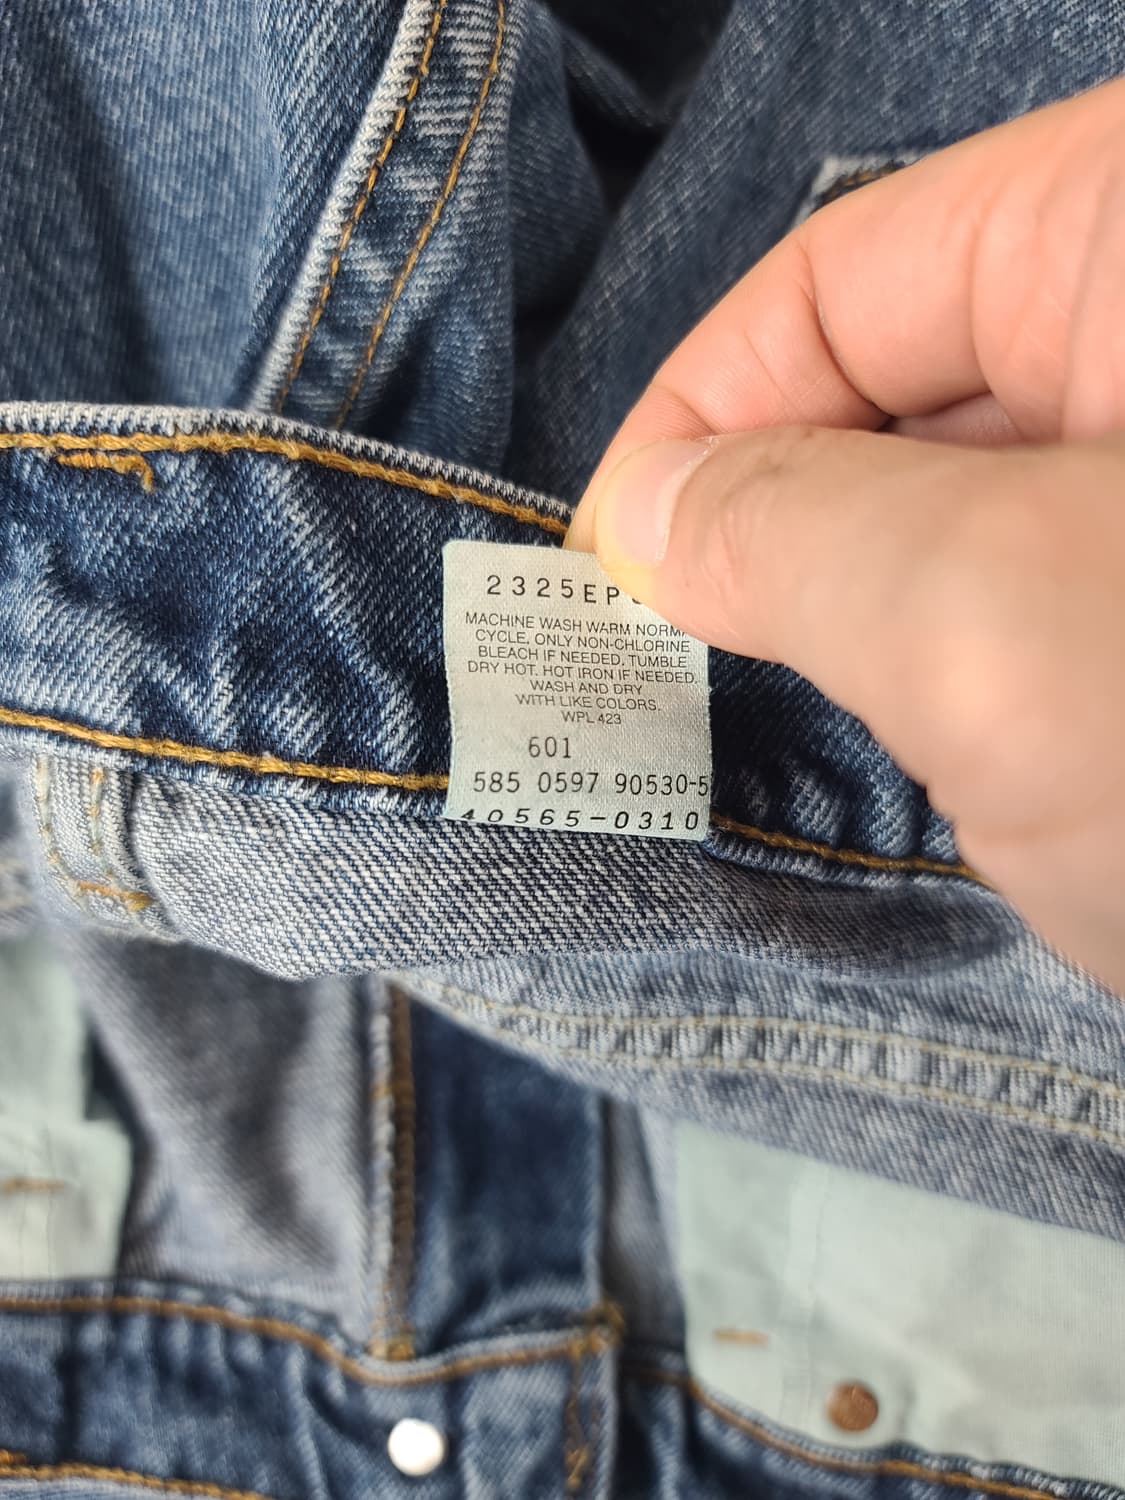 2325EP
MACHINE WASH WARM
CYCLE, ONLY NON-CHLORINE
BLEACH IF NEEDED. TUMBLE
DRY HOT. HOT IRON IF NEEDED.
WASH AND DRY
WITH LIKE COLORS.
WPL 423
601
585 0597 90530-5
40565-0310